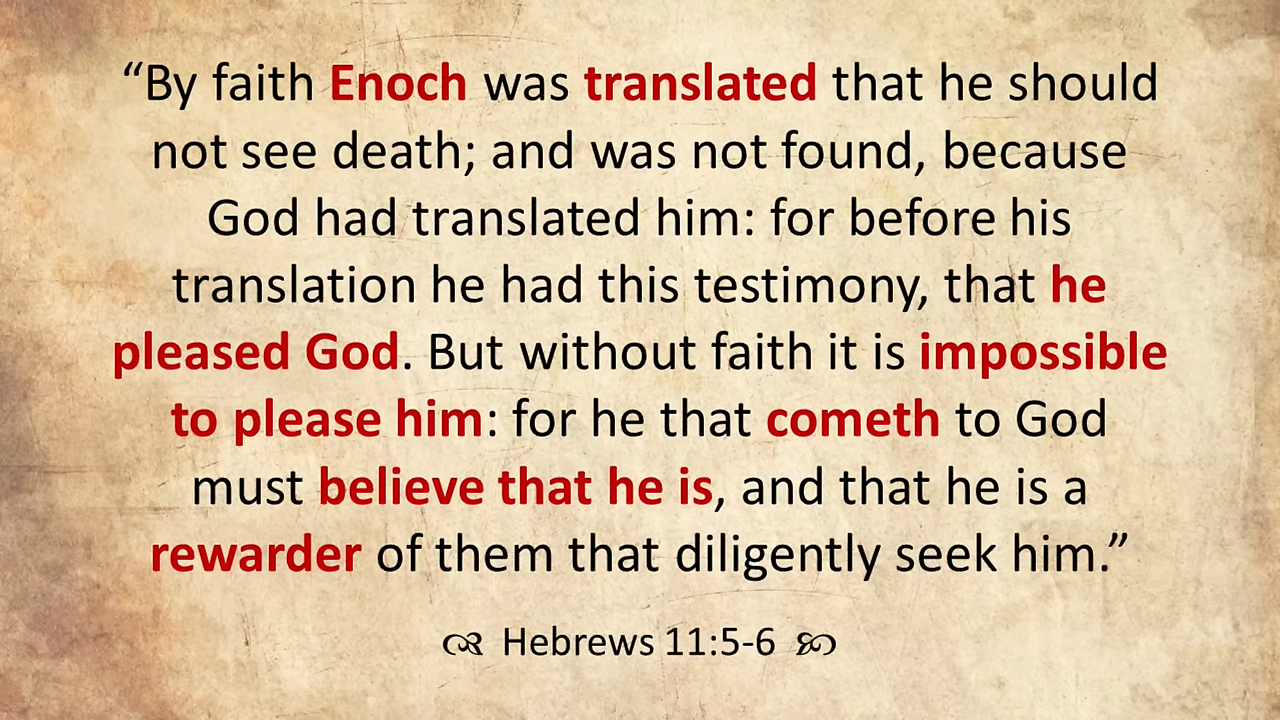 “By faith Enoch was translated that he should
not see death; and was not found, because
God had translated him: for before his
translation he had this testimony, that he
pleased God. But without faith it is impossible
to please him: for he that cometh to God
must believe that he is, and that he is a
rewarder of them that diligently seek him.”
Hebrews 11:5-6